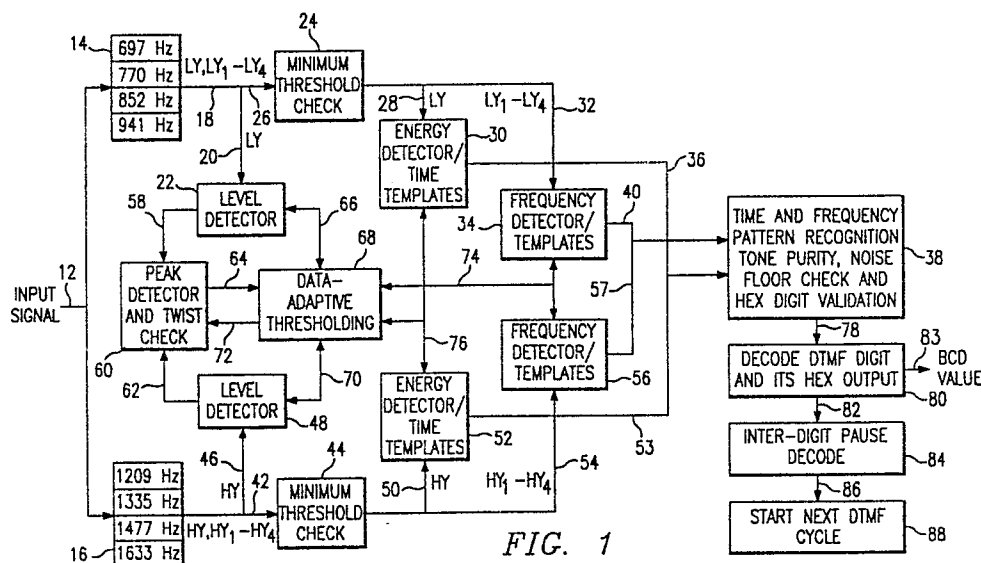 24
14
697 Hz
770 Hz
852 Hz
941 Hz
LY,LY1-LY4
18
26
MINIMUM
THRESHOLD
CHECK
28
LY
LY1-LY4
32
20
LY
ENERGY
DETECTOR/
TIME
TEMPLATES
30
36
22
58
LEVEL
DETECTOR
66
34
FREQUENCY
DETECTOR/
TEMPLATES
40
TIME AND FREQUENCY
PATTERN RECOGNITION
TONE PURITY, NOISE
FLOOR CHECK AND
HEX DIGIT VALIDATION
38
12
INPUT
SIGNAL
PEAK
DETECTOR
AND TWIST
CHECK
60
64
72
68
DATA-
ADAPTIVE
THRESHOLDING
74
57
76
FREQUENCY
DETECTOR/
TEMPLATES
56
78
62
70
LEVEL
DETECTOR
48
ENERGY
DETECTOR/
TIME
TEMPLATES
52
53
DECODE DTMF DIGIT
AND ITS HEX OUTPUT
83
BCD
VALUE
80
82
46
HY
44
50
HY
HY1-HY4
54
INTER-DIGIT PAUSE
DECODE
84
1209 Hz
1335 Hz
1477 Hz
1633 Hz
16
42
HY,HY1-HY4
MINIMUM
THRESHOLD
CHECK
86
START NEXT DTMF
CYCLE
88
FIG. 1